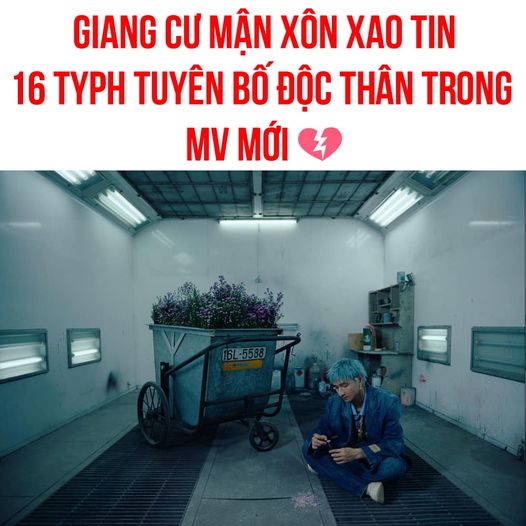 GIANG CƯ MẬN XÔN XAO TIN
16 TYPH TUYÊN BỐ ĐỘC THÂN TRONG
MV MỚI 💔
16L-5588